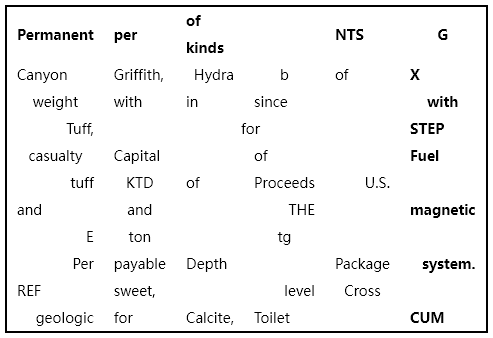 Permanent per of kinds NTS G
Canyon Griffith, Hydra b of X
weight with in since with
Tuff, for STEP
casualty Capital of Fuel
tuff KTD of Proceeds U.S.
and and THE magnetic
E ton tg
Per payable Depth Package system.
REF sweet, level Cross
geologic for Calcite, Toilet CUM